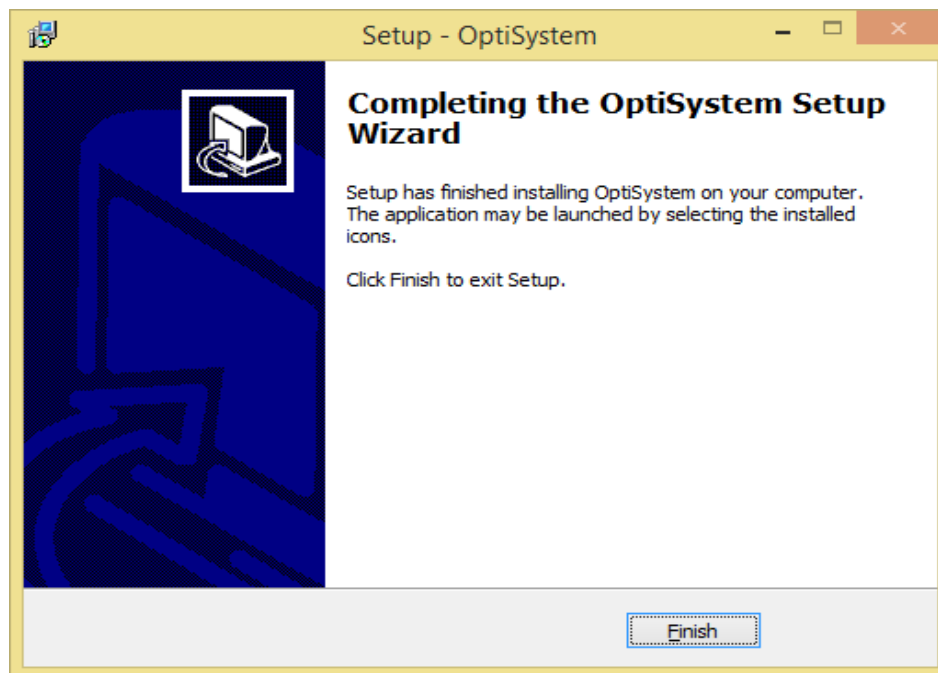 Setup - OptiSystem
Completing the OptiSystem Setup
Wizard
Setup has finished installing OptiSystem on your computer.
The application may be launched by selecting the installed
icons.
Click Finish to exit Setup.
Finish